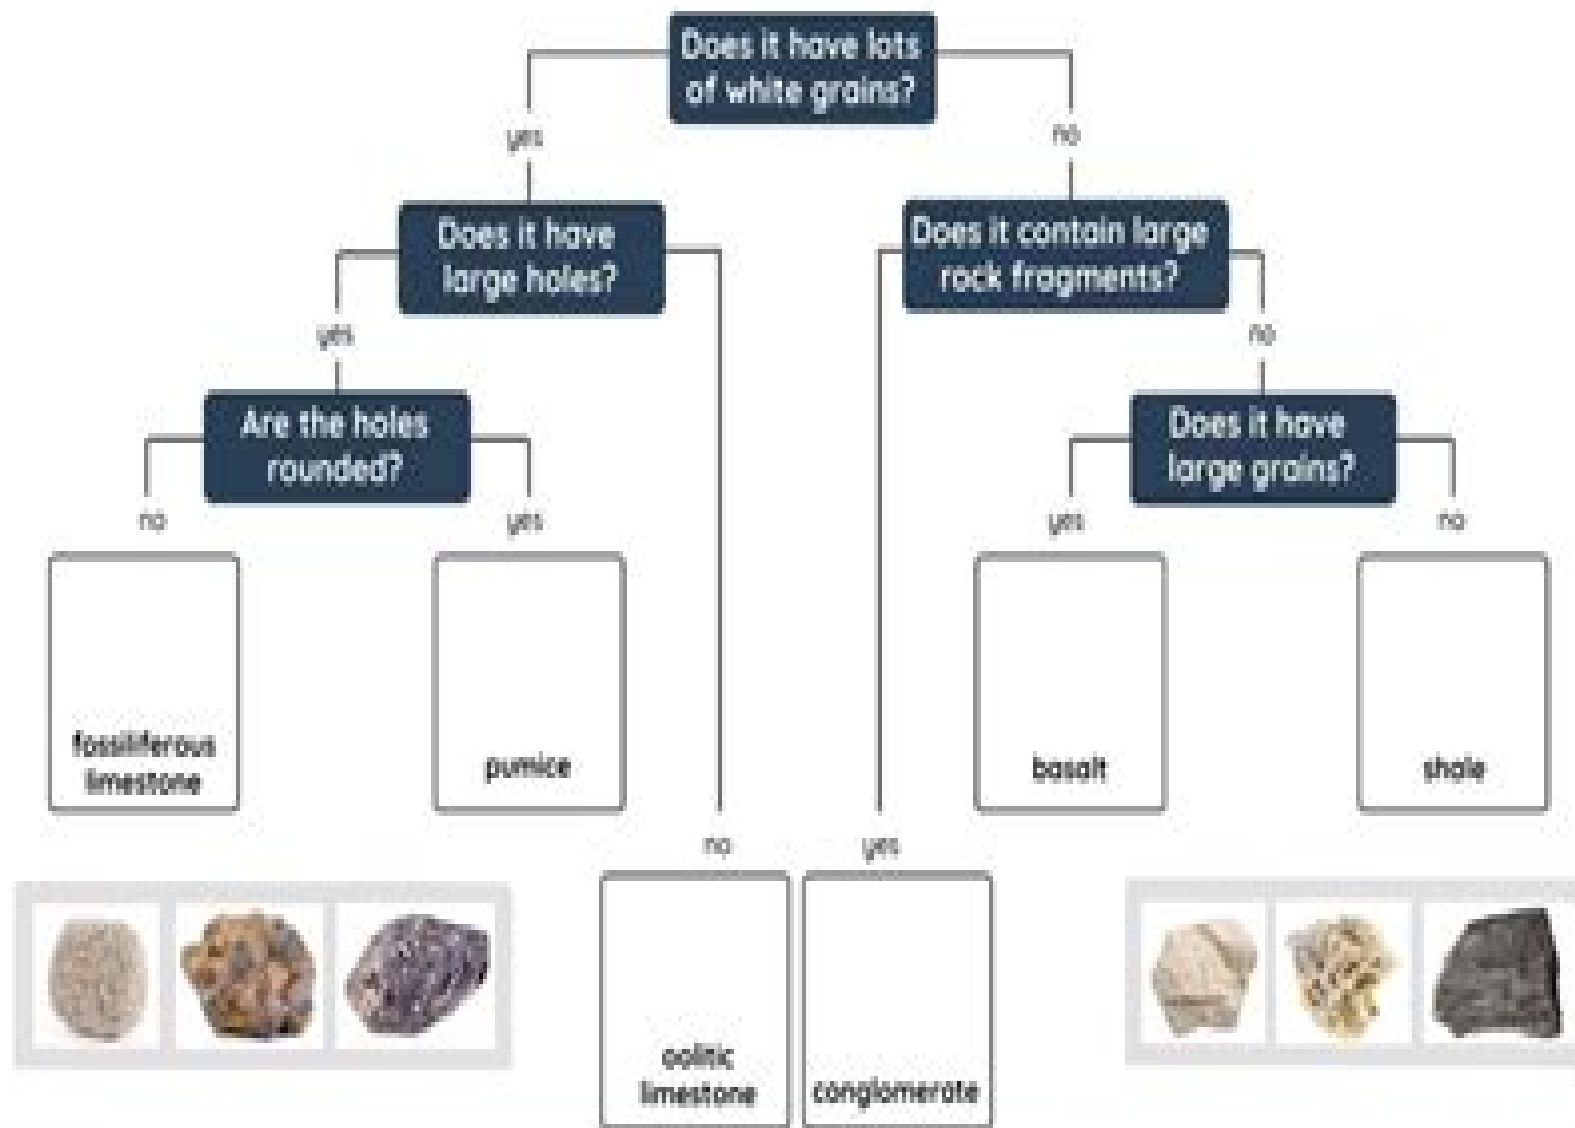 Does it have lots
of white grains?
yes
no
Does it have
large holes?
Does it contain large
rock fragments?
yes
no
Are the holes
rounded?
Does it have
large grains?
no
yes
yes
no
fossiliferous
limestone
pumice
basalt
shale
no
yes
oolitic
limestone
conglomerate